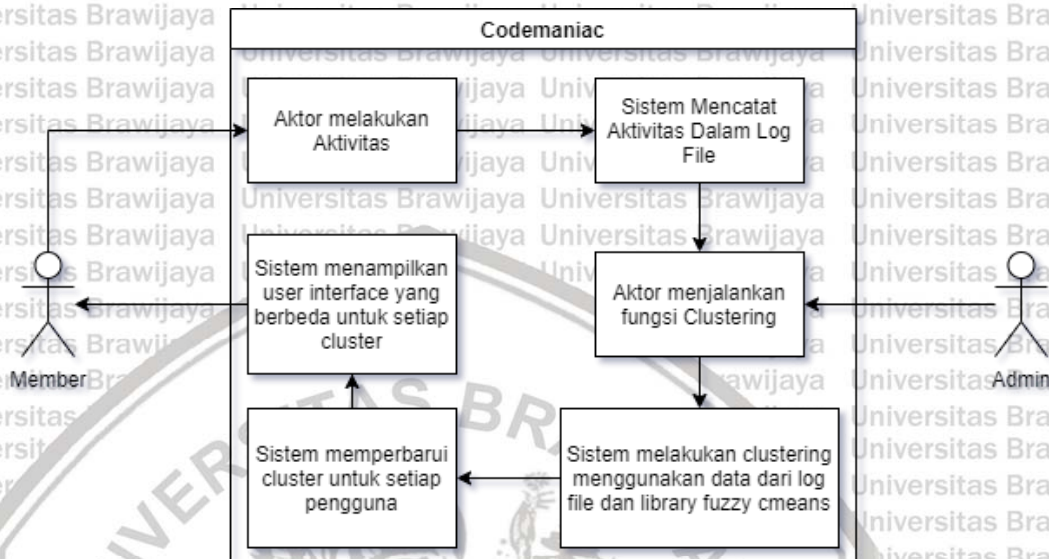 Codemaniac
Aktor melakukan
Aktivitas
Sistem Mencatat
Aktivitas Dalam Log
File
Sistem menampilkan
user interface yang
berbeda untuk setiap
cluster
Aktor menjalankan
fungsi Clustering
Member
Admin
Sistem memperbarui
cluster untuk setiap
pengguna
Sistem melakukan clustering
menggunakan data dari log
file dan library fuzzy cmeans
Universitas Brawijaya